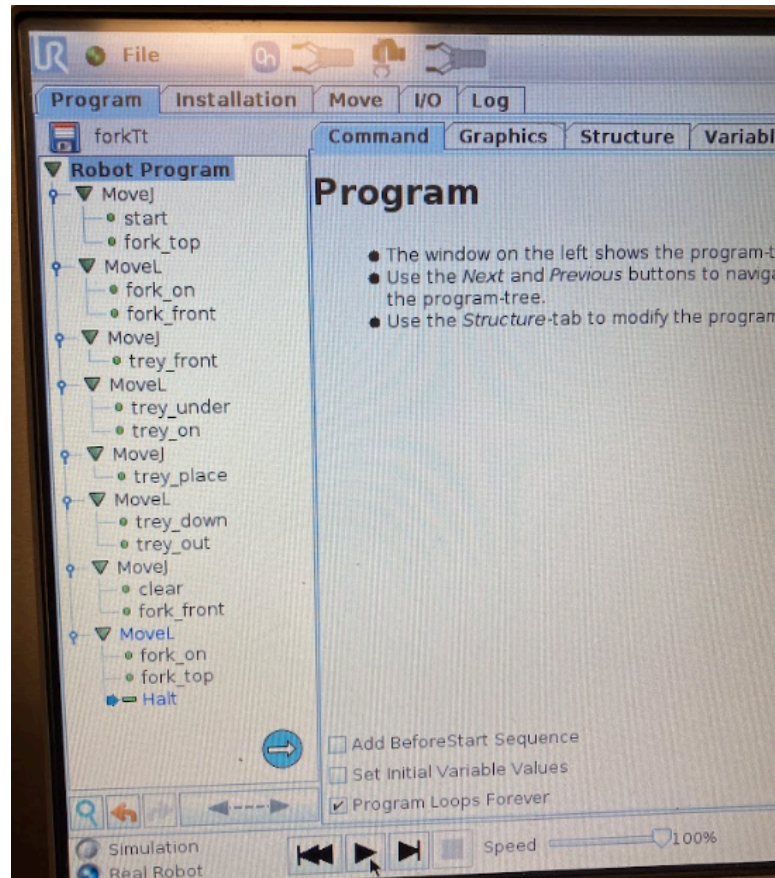 UR File
Program Installation Move I/O Log
forkTt
Command Graphics Structure Variabl
Robot Program
MoveJ
start
fork_top
MoveL
fork_on
fork_front
MoveJ
trey_front
MoveL
trey_under
trey_on
MoveJ
trey_place
MoveL
trey_down
trey_out
MoveJ
clear
fork_front
MoveL
fork_on
fork_top
Halt
Program
The window on the left shows the program-t
Use the Next and Previous buttons to naviga
the program-tree.
Use the Structure-tab to modify the program
Add BeforeStart Sequence
Set Initial Variable Values
Program Loops Forever
Simulation
Real Robot
Speed 100%